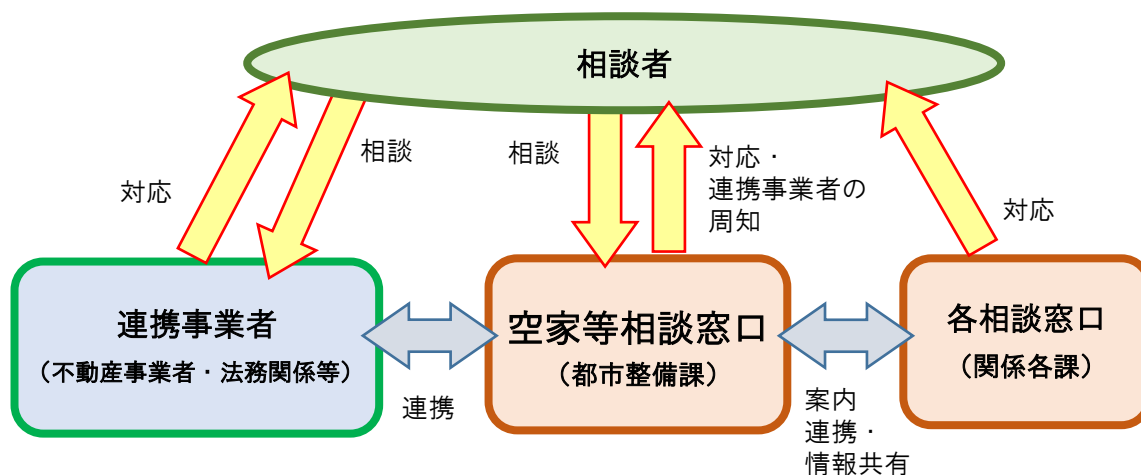 相談者
相談
対応
相談
対応・
連携事業者の
周知
対応
連携事業者
（不動産事業者・法務関係等）
連携
空家等相談窓口
（都市整備課）
案内
連携・
情報共有
各相談窓口
（関係各課）